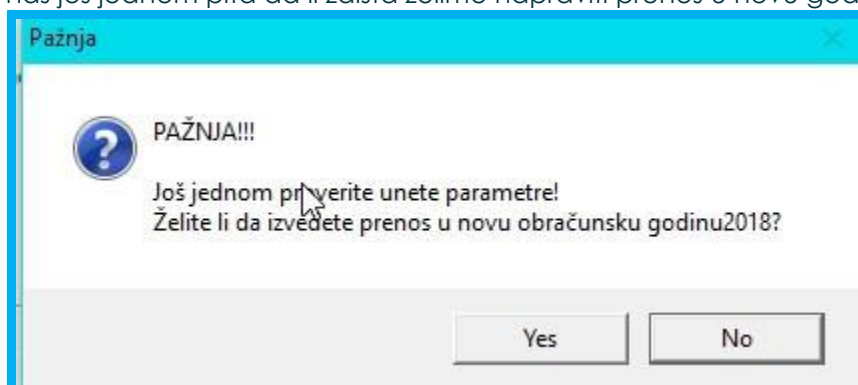 nas još jednom pita da li zaista želimo napraviti prenos u novu god
Pažnja
PAŽNJA!!!
Još jednom proverite unete parametre!
Želite li da izvedete prenos u novu obračunsku godinu2018?
Yes
No